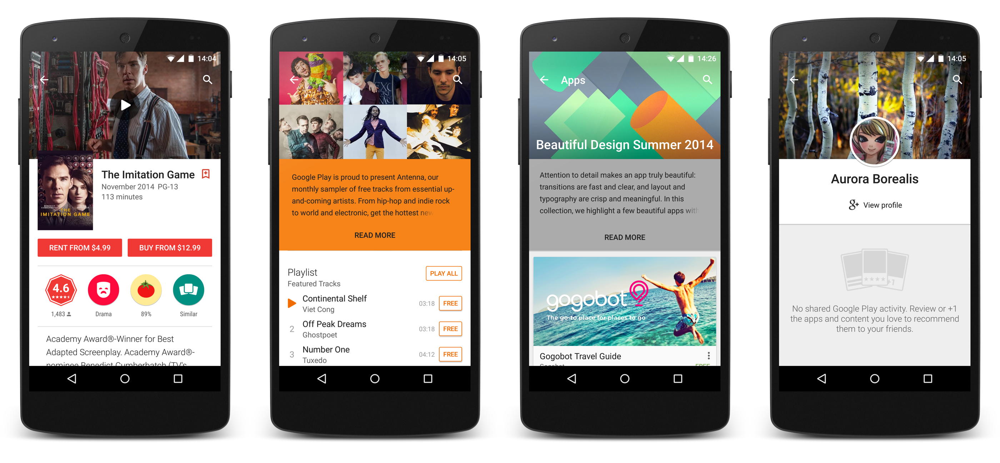 14:04
BENEDICT
CUMBERBATCH
KNIGHTLEY
THE
IMITATION GAME
The Imitation Game
November 2014 PG-13
113 minutes
RENT FROM $4.99
BUY FROM $12.99
4.6
1,483
Drama
89%
Similar
Academy Award®-Winner for Best
Adapted Screenplay. Academy Award®-
nominee Benedict Cumberbatch (TV's
14:05
Google Play is proud to present Antenna, our
monthly sampler of free tracks from essential up-
and-coming artists. From hip-hop and indie rock
to world and electronic, get the hottest new
READ MORE
Playlist
PLAY ALL
Featured Tracks
Continental Shelf
Viet Cong
03:18
FREE
2
Off Peak Dreams
Ghostpoet
03:18
FREE
3
Number One
Tuxedo
04:12
FREE
14:26
Apps
Beautiful Design Summer 2014
Attention to detail makes an app truly beautiful:
transitions are fast and clear, and layout and
typography are crisp and meaningful. In this
collection, we highlight a few beautiful apps with
READ MORE
gogobot
The go-to place for places to go
Gogobot Travel Guide
Gogobot
FREE
14:05
Aurora Borealis
g+ View profile
+1
No shared Google Play activity. Review or +1
the apps and content you love to recommend
them to your friends.